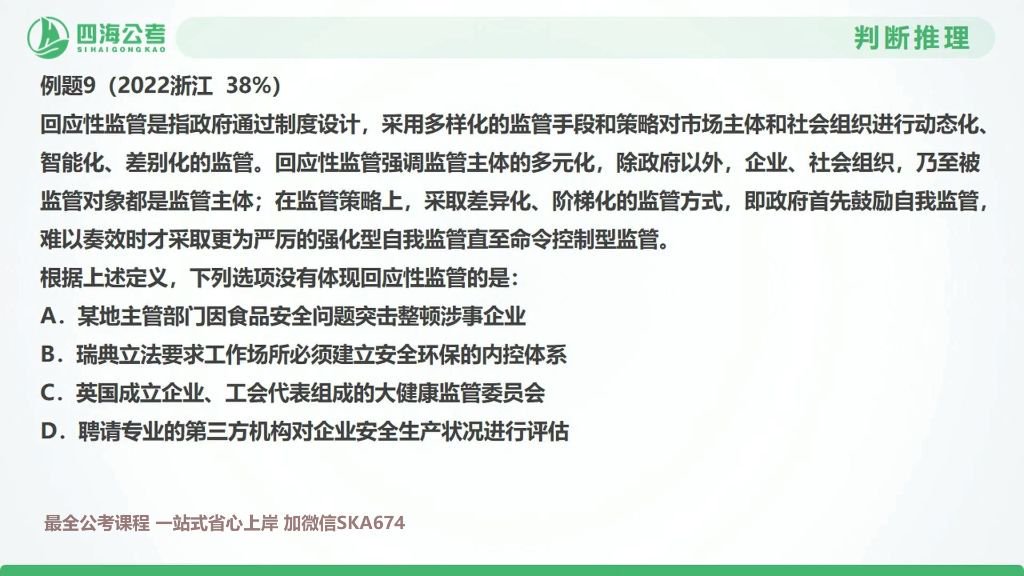 四海公考
SIHAIGONGKAO
判断推理
例题9（2022浙江 38%）
回应性监管是指政府通过制度设计，采用多样化的监管手段和策略对市场主体和社会组织进行动态化、
智能化、差别化的监管。回应性监管强调监管主体的多元化，除政府以外，企业、社会组织，乃至被
监管对象都是监管主体；在监管策略上，采取差异化、阶梯化的监管方式，即政府首先鼓励自我监管，
难以奏效时才采取更为严厉的强化型自我监管直至命令控制型监管。
根据上述定义，下列选项没有体现回应性监管的是：
A．某地主管部门因食品安全问题突击整顿涉事企业
B．瑞典立法要求工作场所必须建立安全环保的内控体系
C．英国成立企业、工会代表组成的大健康监管委员会
D．聘请专业的第三方机构对企业安全生产状况进行评估
最全公考课程 一站式省心上岸 加微信SKA674